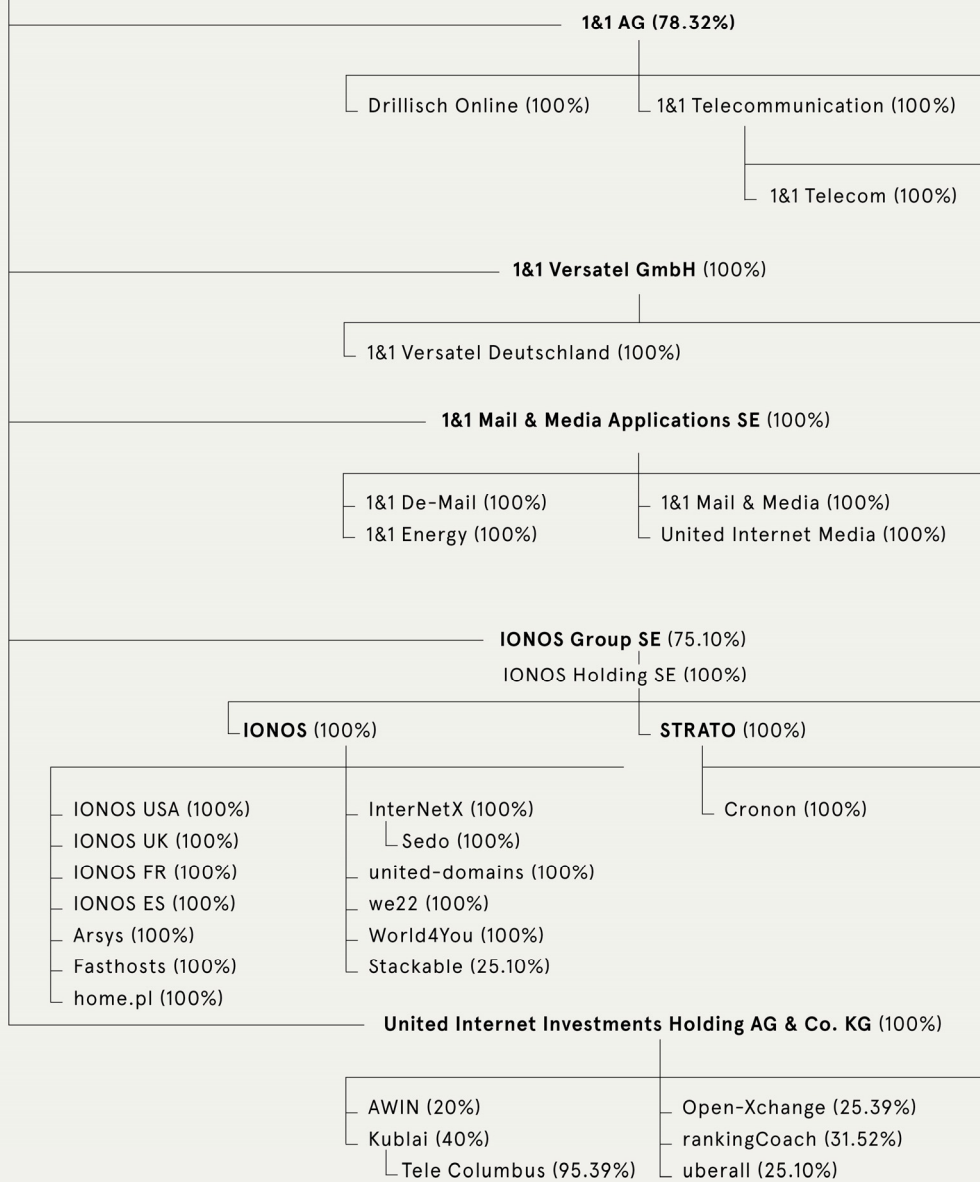 1&1 AG (78.32%)
Drillisch Online (100%)
1&1 Telecommunication (100%)
1&1 Telecom (100%)
1&1 Versatel GmbH (100%)
1&1 Versatel Deutschland (100%)
1&1 Mail & Media Applications SE (100%)
1&1 De-Mail (100%)
1&1 Energy (100%)
1&1 Mail & Media (100%)
United Internet Media (100%)
IONOS Group SE (75.10%)
IONOS Holding SE (100%)
IONOS (100%)
STRATO (100%)
IONOS USA (100%)
IONOS UK (100%)
IONOS FR (100%)
IONOS ES (100%)
Arsys (100%)
Fasthosts (100%)
home.pl (100%)
InterNetX (100%)
Sedo (100%)
united-domains (100%)
we22 (100%)
World4You (100%)
Stackable (25.10%)
Cronon (100%)
United Internet Investments Holding AG & Co. KG (100%)
AWIN (20%)
Kublai (40%)
Tele Columbus (95.39%)
Open-Xchange (25.39%)
rankingCoach (31.52%)
uberall (25.10%)